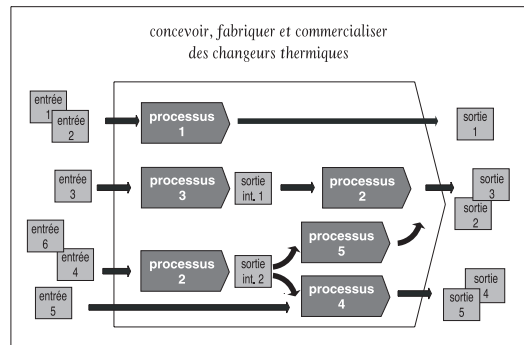 concevoir, fabriquer et commercialiser
des changeurs thermiques
entrée
1
entrée
2
processus
1
sortie
1
entrée
3
processus
3
sortie
int. 1
processus
2
sortie
3
sortie
2
entrée
6
entrée
4
processus
2
sortie
int. 2
processus
5
entrée
5
processus
4
sortie
4
sortie
5